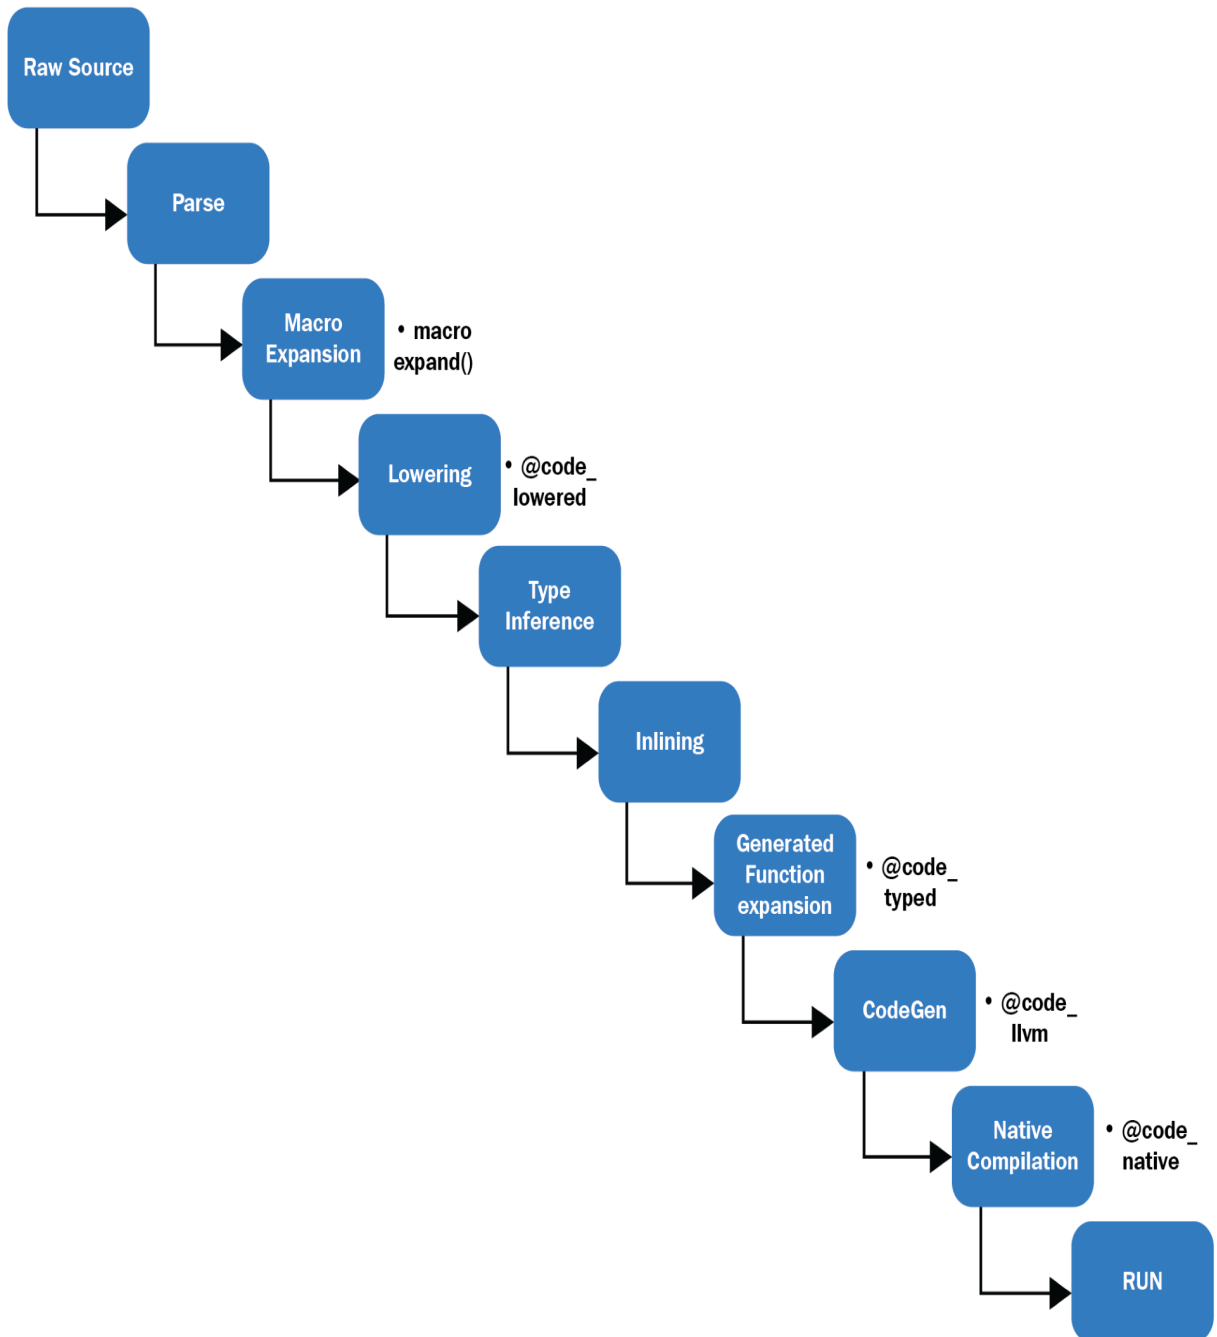 Raw Source
Parse
Macro
Expansion
• macro
expand()
Lowering
• @code_
lowered
Type
Inference
Inlining
Generated
Function
expansion
• @code_
typed
CodeGen
• @code_
llvm
Native
Compilation
• @code_
native
RUN